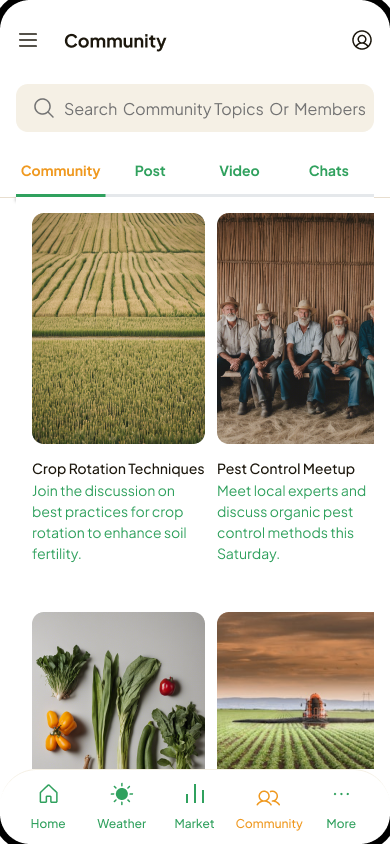 Community
Search Community Topics Or Members
Community Post Video Chats
Crop Rotation Techniques
Join the discussion on
best practices for crop
rotation to enhance soil
fertility.
Pest Control Meetup
Meet local experts and
discuss organic pest
control methods this
Saturday.
Home Weather Market Community More